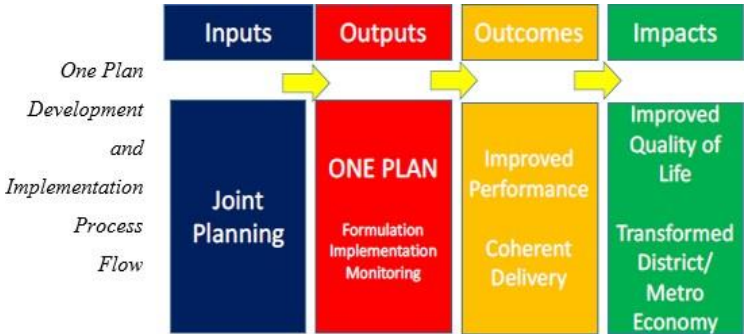 One Plan
Development
and
Implementation
Process
Flow
Inputs
Outputs
Outcomes
Impacts
Joint
Planning
ONE PLAN
Formulation
Implementation
Monitoring
Improved
Performance
Coherent
Delivery
Improved
Quality of
Life
Transformed
District/
Metro
Economy